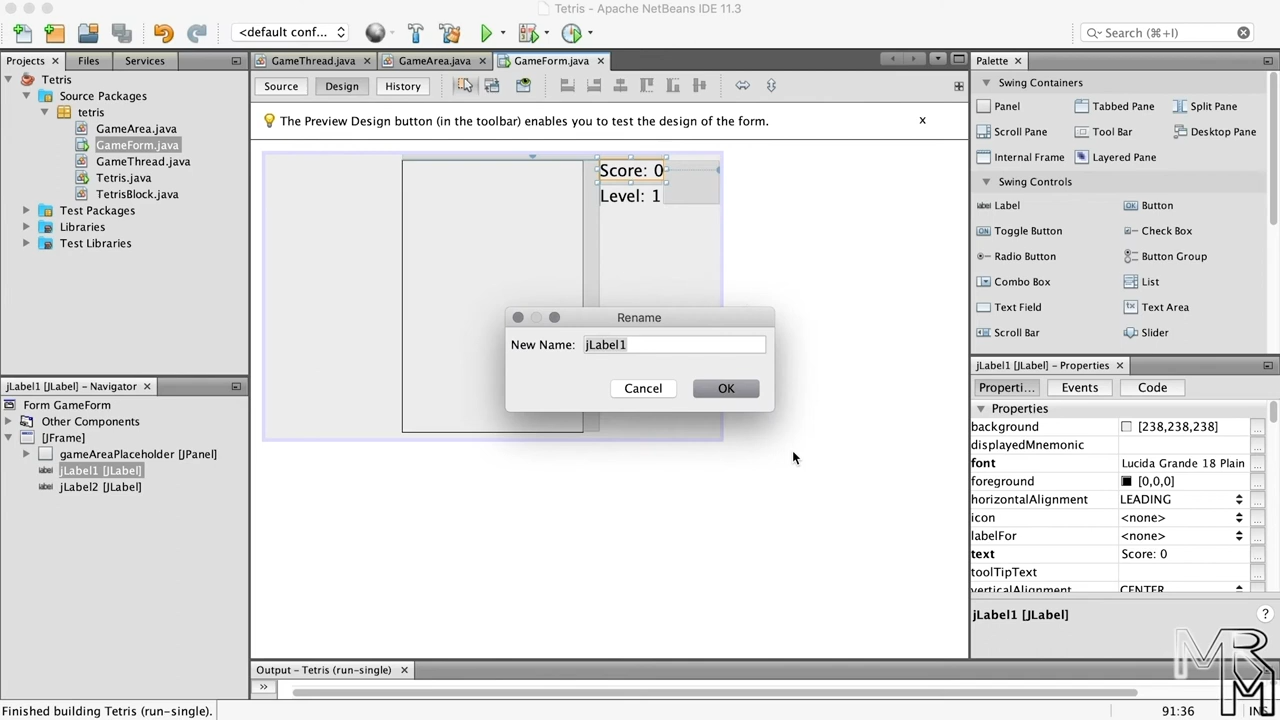 Tetris - Apache NetBeans IDE 11.3
<default conf...
Search (⌘+I)
Projects
Files
Services
GameThread.java
GameArea.java
GameForm.java
Palette
Tetris
Source Packages
tetris
GameArea.java
GameForm.java
GameThread.java
Tetris.java
TetrisBlock.java
Test Packages
Libraries
Test Libraries
Source
Design
History
The Preview Design button (in the toolbar) enables you to test the design of the form.
x
Score: 0
Level: 1
Rename
New Name: jLabel1
Cancel
OK
Swing Containers
Panel
Tabbed Pane
Split Pane
Scroll Pane
Tool Bar
Desktop Pane
Internal Frame
Layered Pane
Swing Controls
label Label
OK Button
ON Toggle Button
Check Box
Radio Button
Button Group
Combo Box
List
Text Field
Text Area
Scroll Bar
Slider
jLabel1 [JLabel] - Navigator
Form GameForm
Other Components
[JFrame]
gameAreaPlaceholder [JPanel]
label jLabel1 [JLabel]
label jLabel2 [JLabel]
jLabel1 [JLabel] - Properties
Properti...
Events
Code
Properties
background [238,238,238] ...
displayedMnemonic ...
font Lucida Grande 18 Plain ...
foreground [0,0,0] ...
horizontalAlignment LEADING ...
icon <none> ...
labelFor <none> ...
text Score: 0 ...
toolTipText ...
verticalAlignment CENTER
jLabel1 [JLabel]
?
Output - Tetris (run-single)
>>
Finished building Tetris (run-single).
91:36
INS
MRM